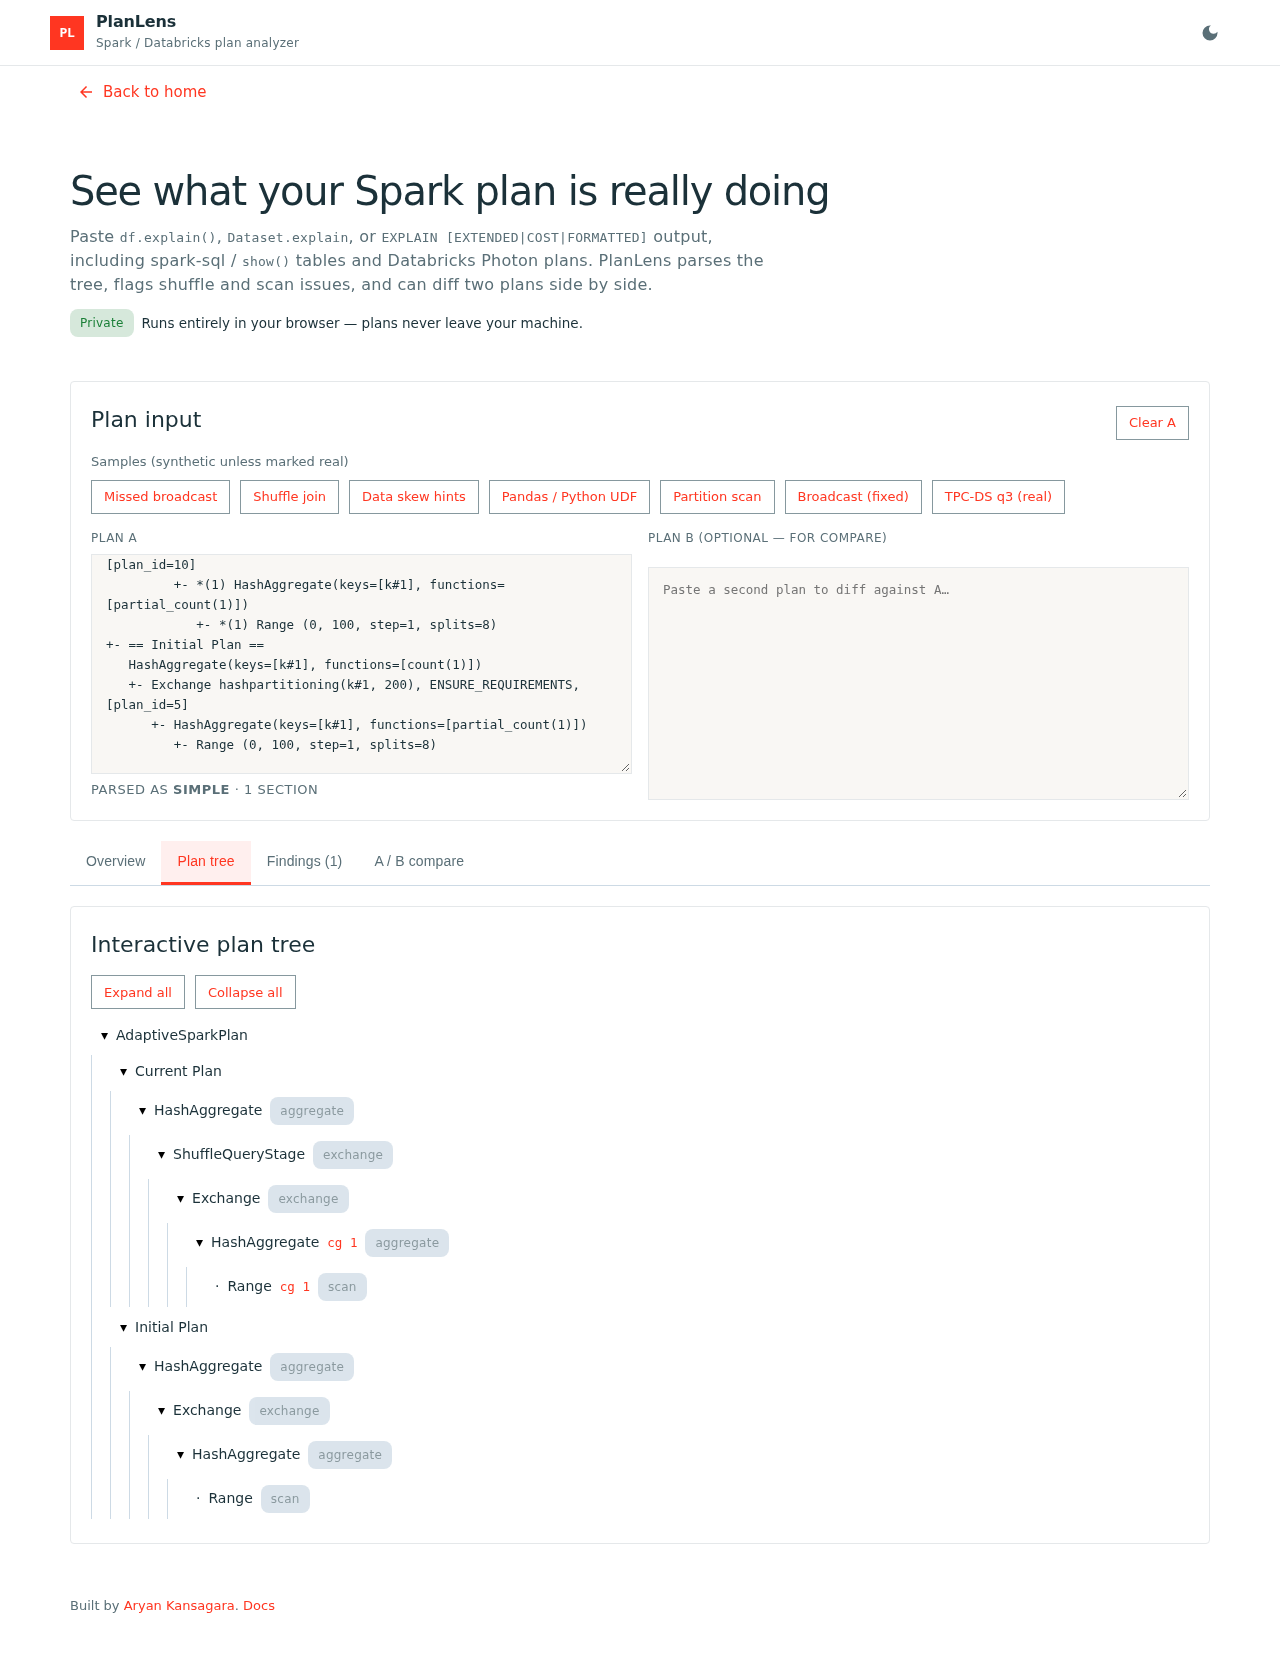 PL
PlanLens
Spark / Databricks plan analyzer
Back to home
See what your Spark plan is really doing
Paste df.explain(), Dataset.explain, or EXPLAIN [EXTENDED|COST|FORMATTED] output,
including spark-sql / show() tables and Databricks Photon plans. PlanLens parses the
tree, flags shuffle and scan issues, and can diff two plans side by side.
Private Runs entirely in your browser — plans never leave your machine.
Plan input
Clear A
Samples (synthetic unless marked real)
Missed broadcast
Shuffle join
Data skew hints
Pandas / Python UDF
Partition scan
Broadcast (fixed)
TPC-DS q3 (real)
PLAN A
[plan_id=10]
         +- *(1) HashAggregate(keys=[k#1], functions=
[partial_count(1)])
            +- *(1) Range (0, 100, step=1, splits=8)
+- == Initial Plan ==
   HashAggregate(keys=[k#1], functions=[count(1)])
   +- Exchange hashpartitioning(k#1, 200), ENSURE_REQUIREMENTS,
[plan_id=5]
      +- HashAggregate(keys=[k#1], functions=[partial_count(1)])
         +- Range (0, 100, step=1, splits=8)
PARSED AS SIMPLE · 1 SECTION
PLAN B (OPTIONAL — FOR COMPARE)
Paste a second plan to diff against A…
Overview
Plan tree
Findings (1)
A / B compare
Interactive plan tree
Expand all
Collapse all
▾ AdaptiveSparkPlan
▾ Current Plan
▾ HashAggregate aggregate
▾ ShuffleQueryStage exchange
▾ Exchange exchange
▾ HashAggregate cg 1 aggregate
· Range cg 1 scan
▾ Initial Plan
▾ HashAggregate aggregate
▾ Exchange exchange
▾ HashAggregate aggregate
· Range scan
Built by Aryan Kansagara. Docs